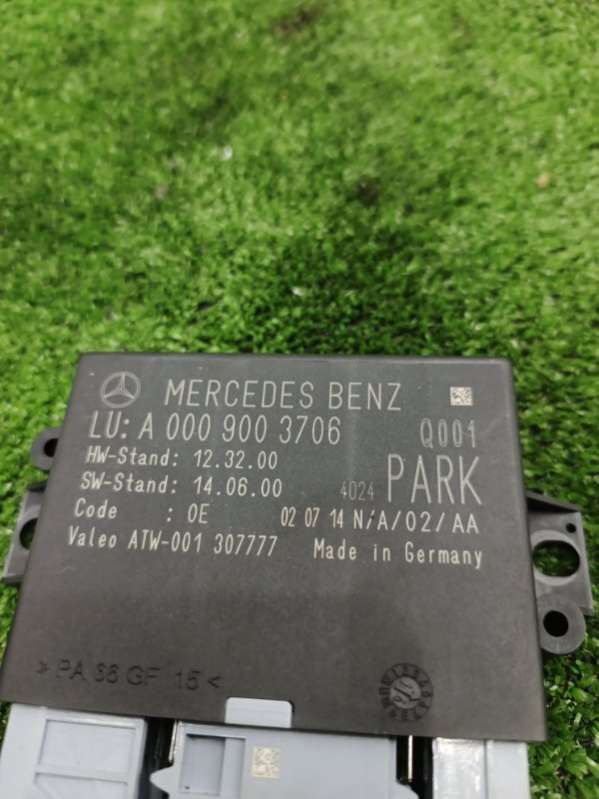 MERCEDES BENZ
LU: A 000 900 3706 Q001
HW-Stand: 12.32.00
SW-Stand: 14.06.00 4024 PARK
Code : 0E 02 07 14 N/A/02/AA
Valeo ATW-001 307777 Made in Germany
>PA 66 GF 15<